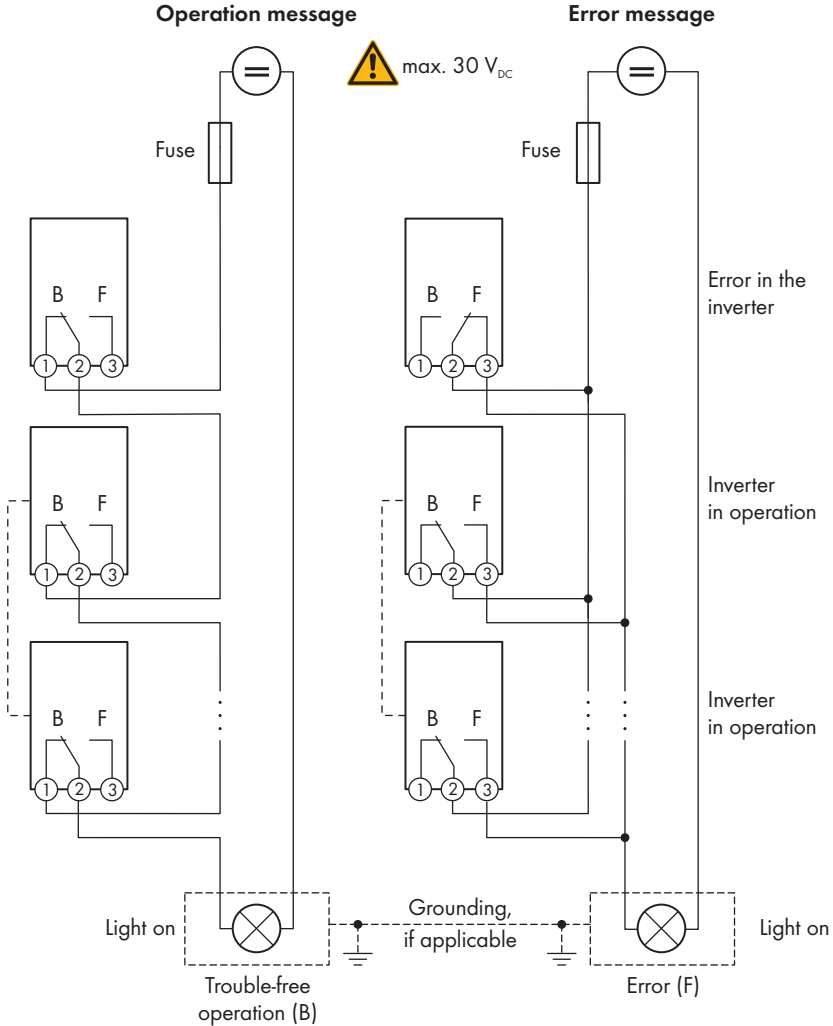 Operation message
Error message
max. 30 V_DC
Fuse
Fuse
B F
1 2 3
B F
1 2 3
Error in the
inverter
B F
1 2 3
B F
1 2 3
Inverter
in operation
B F
1 2 3
B F
1 2 3
Inverter
in operation
Light on
Grounding,
if applicable
Light on
Trouble-free
operation (B)
Error (F)